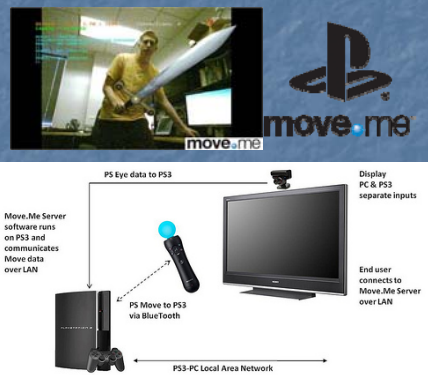 move.me
move.me
PS Eye data to PS3
Display
PC & PS3
separate inputs
Move.Me Server
software runs
on PS3 and
communicates
Move data
over LAN
PS Move to PS3
via BlueTooth
End user
connects to
Move.Me Server
over LAN
PS3-PC Local Area Network